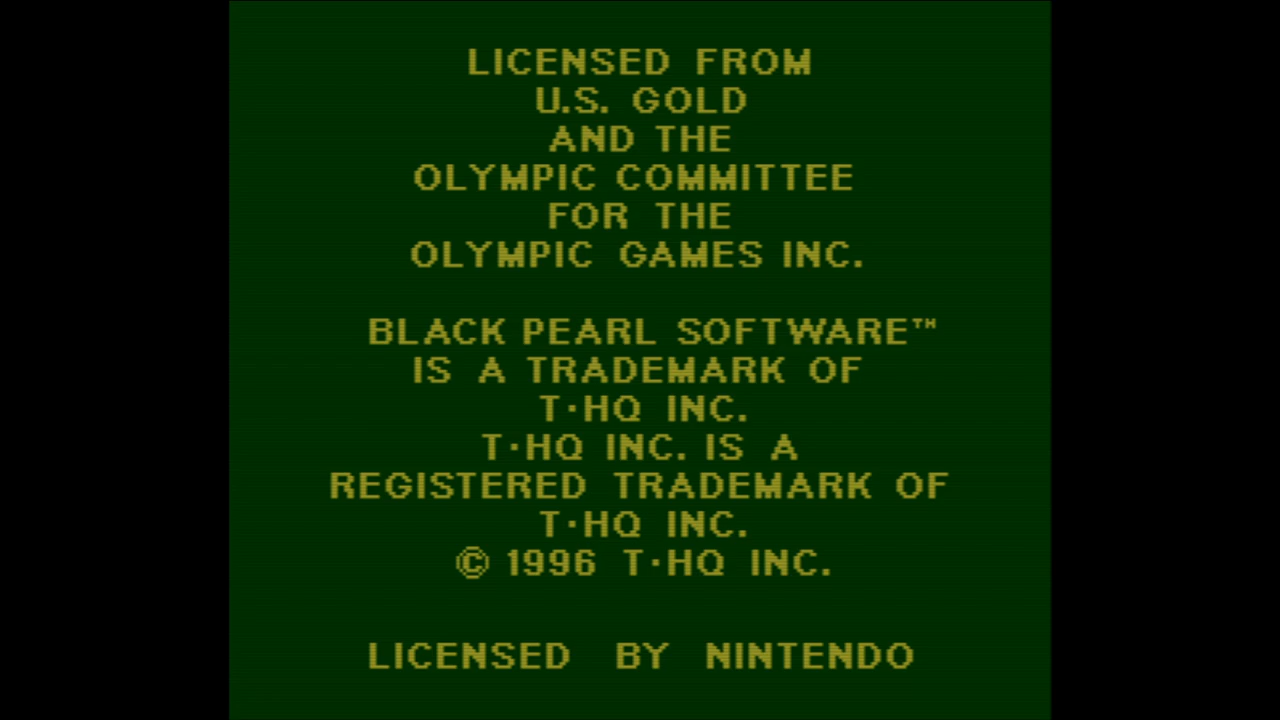 LICENSED FROM
U.S. GOLD
AND THE
OLYMPIC COMMITTEE
FOR THE
OLYMPIC GAMES INC.
BLACK PEARL SOFTWARE™
IS A TRADEMARK OF
T·HQ INC.
T·HQ INC. IS A
REGISTERED TRADEMARK OF
T·HQ INC.
© 1996 T·HQ INC.
LICENSED BY NINTENDO